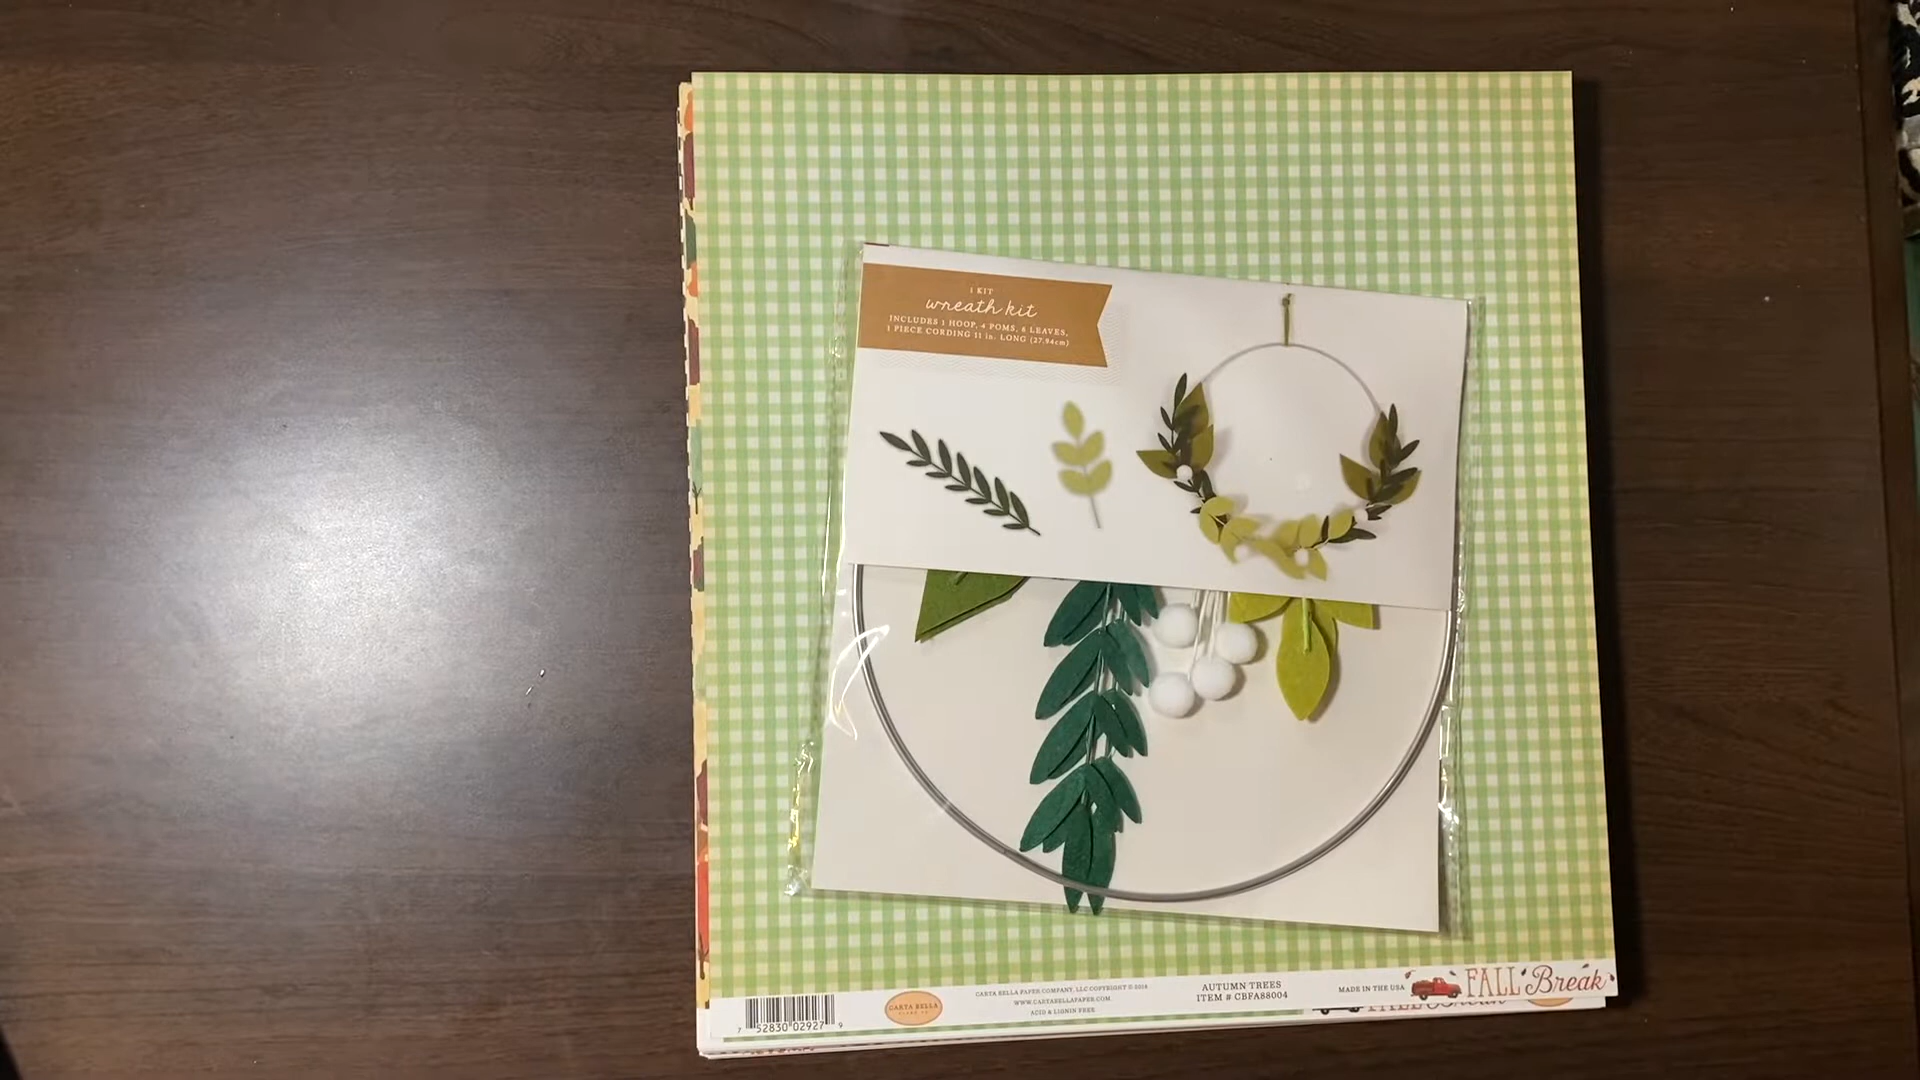 1 KIT
wreath kit
INCLUDES 1 HOOP, 4 POMS, 6 LEAVES,
1 PIECE CORDING 11 in. LONG (27.94cm)
7 52830 02927 9
CARTA BELLA
CARTA BELLA PAPER COMPANY, LLC COPYRIGHT ©
WWW.CARTABELLAPAPER.COM
ACID & LIGNIN FREE
AUTUMN TREES
ITEM # CBFA88004
MADE IN THE USA
FALL Break